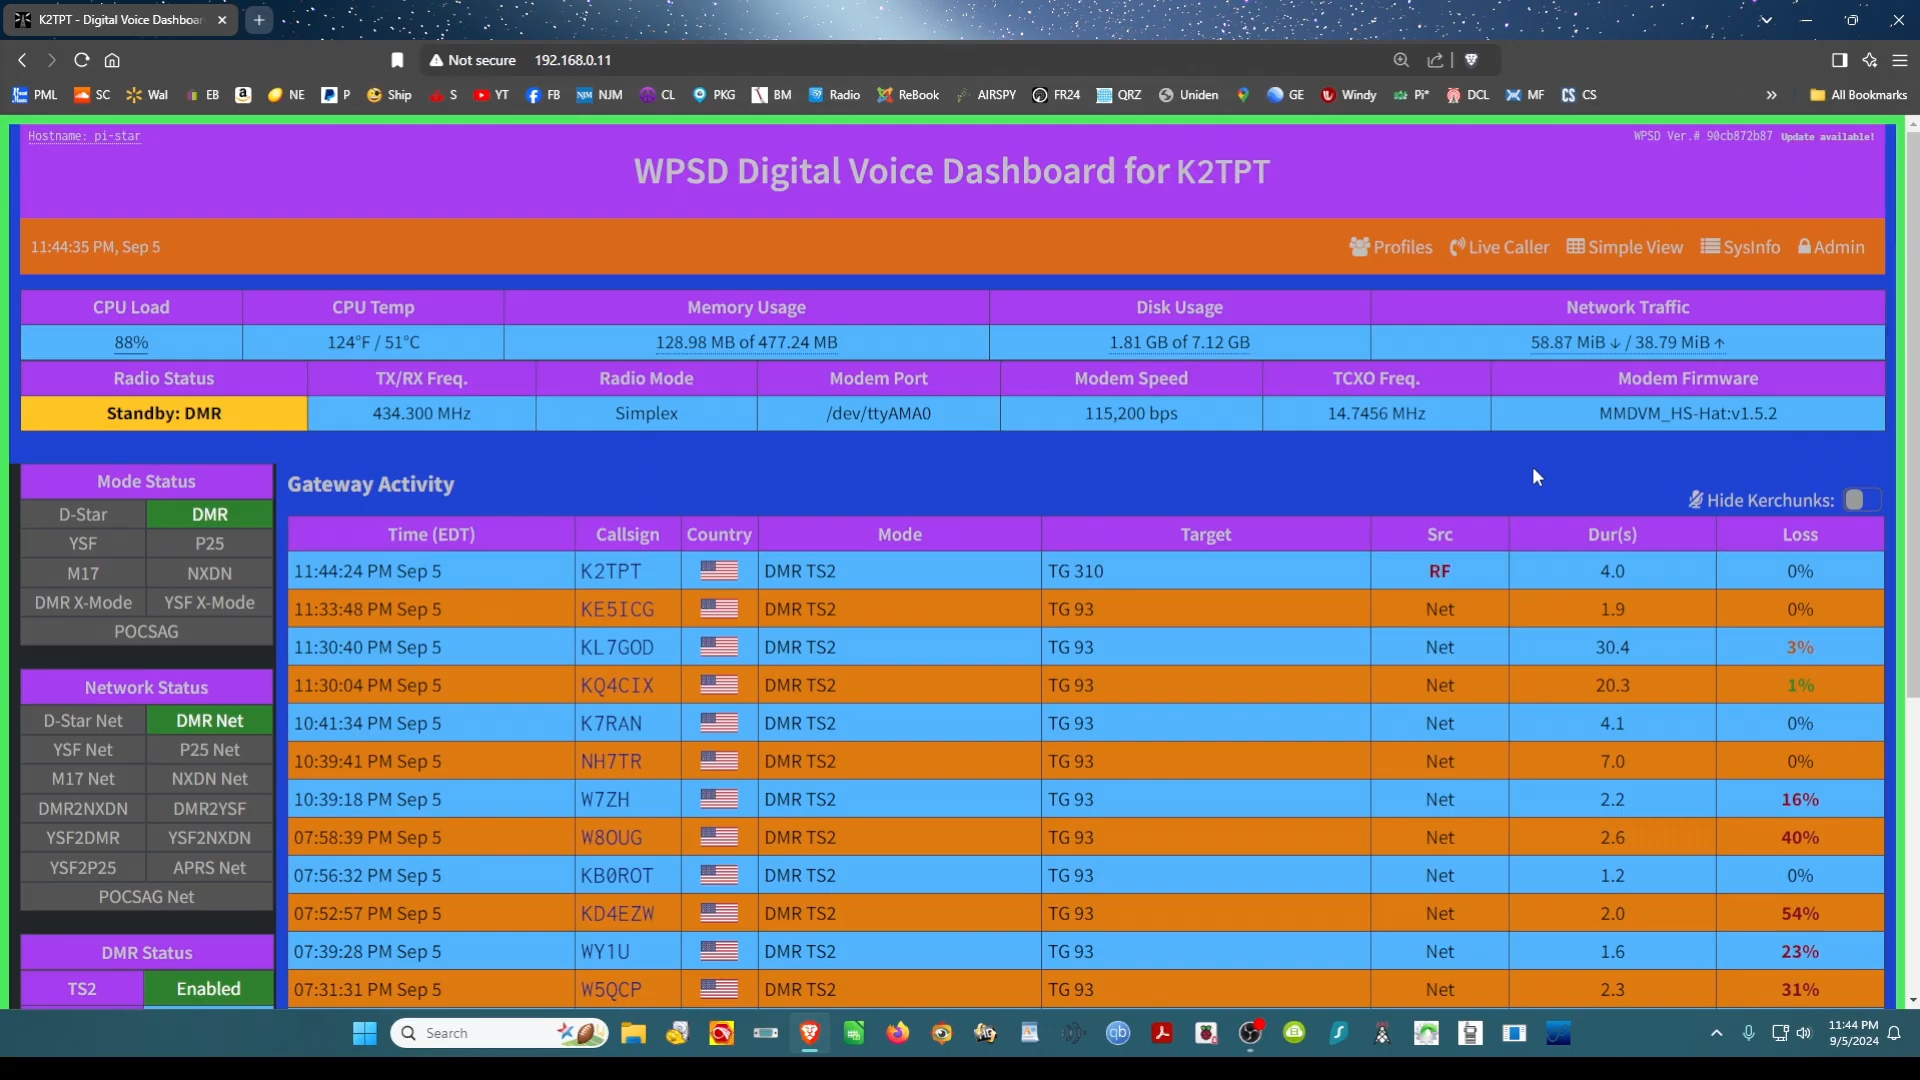 K2TPT - Digital Voice Dashboar
Not secure 192.168.0.11
PML SC Wal EB NE P Ship S YT FB NJM CL PKG BM Radio ReBook AIRSPY FR24 QRZ Uniden GE Windy Pi* DCL MF CS All Bookmarks
Hostname: pi-star
WPSD Ver.# 90cb872b87 Update available!
WPSD Digital Voice Dashboard for K2TPT
11:44:35 PM, Sep 5
Profiles Live Caller Simple View SysInfo Admin
CPU Load CPU Temp Memory Usage Disk Usage Network Traffic
88% 124°F / 51°C 128.98 MB of 477.24 MB 1.81 GB of 7.12 GB 58.87 MiB ↓ / 38.79 MiB ↑
Radio Status TX/RX Freq. Radio Mode Modem Port Modem Speed TCXO Freq. Modem Firmware
Standby: DMR 434.300 MHz Simplex /dev/ttyAMA0 115,200 bps 14.7456 MHz MMDVM_HS-Hat:v1.5.2
Mode Status
D-Star DMR
YSF P25
M17 NXDN
DMR X-Mode YSF X-Mode
POCSAG
Network Status
D-Star Net DMR Net
YSF Net P25 Net
M17 Net NXDN Net
DMR2NXDN DMR2YSF
YSF2DMR YSF2NXDN
YSF2P25 APRS Net
POCSAG Net
DMR Status
TS2 Enabled
Gateway Activity
Hide Kerchunks:
Time (EDT) Callsign Country Mode Target Src Dur(s) Loss
11:44:24 PM Sep 5 K2TPT DMR TS2 TG 310 RF 4.0 0%
11:33:48 PM Sep 5 KE5ICG DMR TS2 TG 93 Net 1.9 0%
11:30:40 PM Sep 5 KL7GOD DMR TS2 TG 93 Net 30.4 3%
11:30:04 PM Sep 5 KQ4CIX DMR TS2 TG 93 Net 20.3 1%
10:41:34 PM Sep 5 K7RAN DMR TS2 TG 93 Net 4.1 0%
10:39:41 PM Sep 5 NH7TR DMR TS2 TG 93 Net 7.0 0%
10:39:18 PM Sep 5 W7ZH DMR TS2 TG 93 Net 2.2 16%
07:58:39 PM Sep 5 W8OUG DMR TS2 TG 93 Net 2.6 40%
07:56:32 PM Sep 5 KB0ROT DMR TS2 TG 93 Net 1.2 0%
07:52:57 PM Sep 5 KD4EZW DMR TS2 TG 93 Net 2.0 54%
07:39:28 PM Sep 5 WY1U DMR TS2 TG 93 Net 1.6 23%
07:31:31 PM Sep 5 W5QCP DMR TS2 TG 93 Net 2.3 31%
Search
11:44 PM
9/5/2024